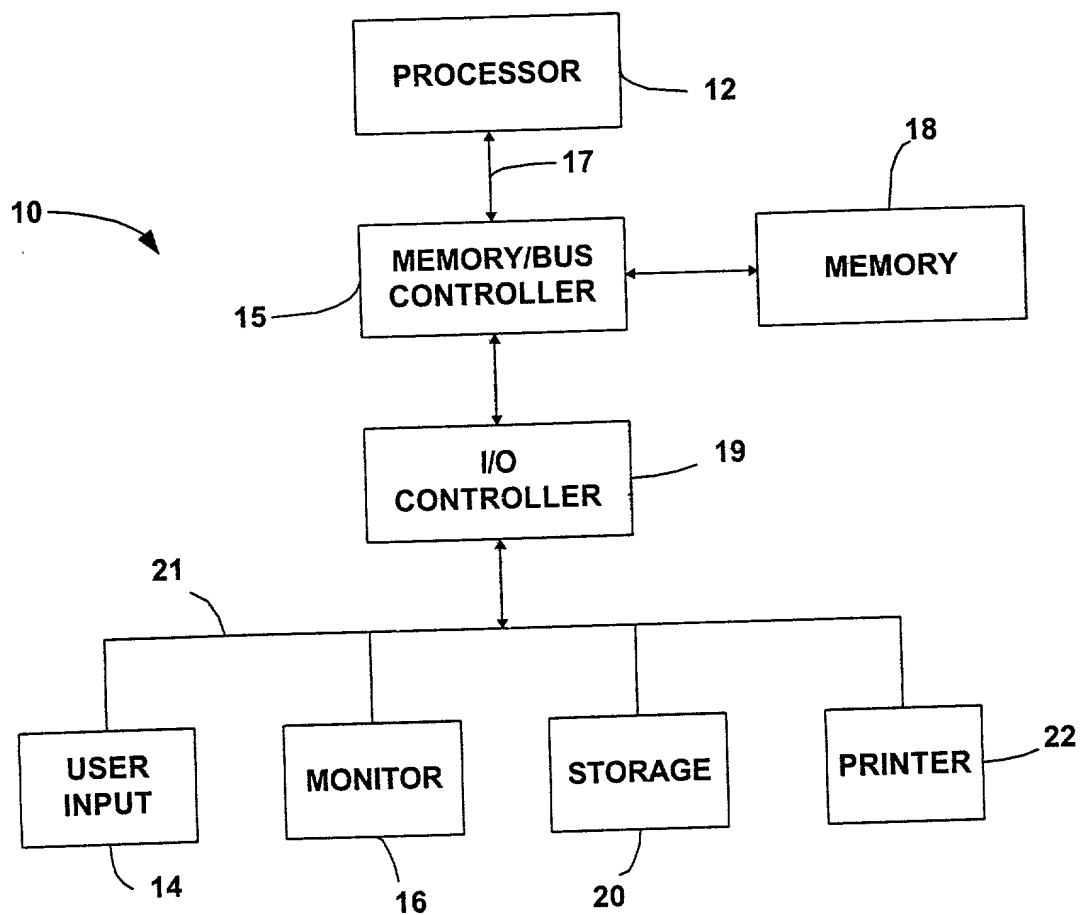 PROCESSOR
12
17
18
10
MEMORY/BUS
CONTROLLER
MEMORY
15
I/O
CONTROLLER
19
21
USER
INPUT
MONITOR
STORAGE
PRINTER
22
14
16
20